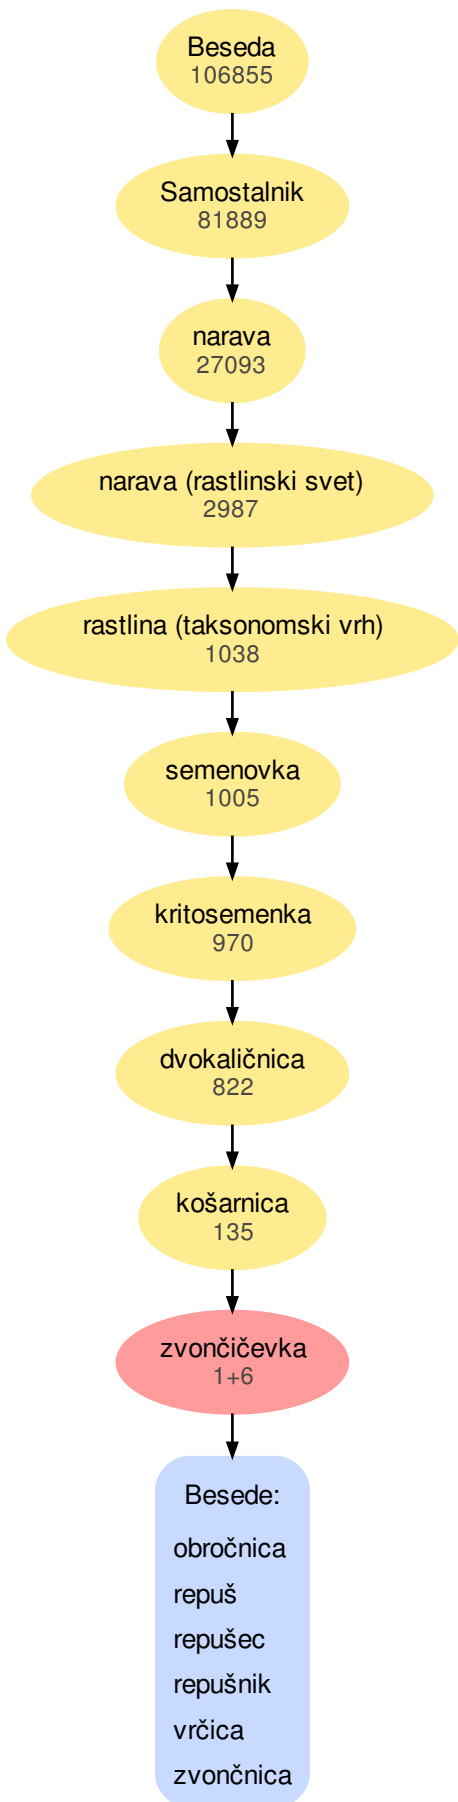 Beseda
106855
Samostalnik
81889
narava
27093
narava (rastlinski svet)
2987
rastlina (taksonomski vrh)
1038
semenovka
1005
kritosemenka
970
dvokaličnica
822
košarnica
135
zvončičevka
1+6
Besede:
obročnica
repuš
repušec
repušnik
vrčica
zvončnica